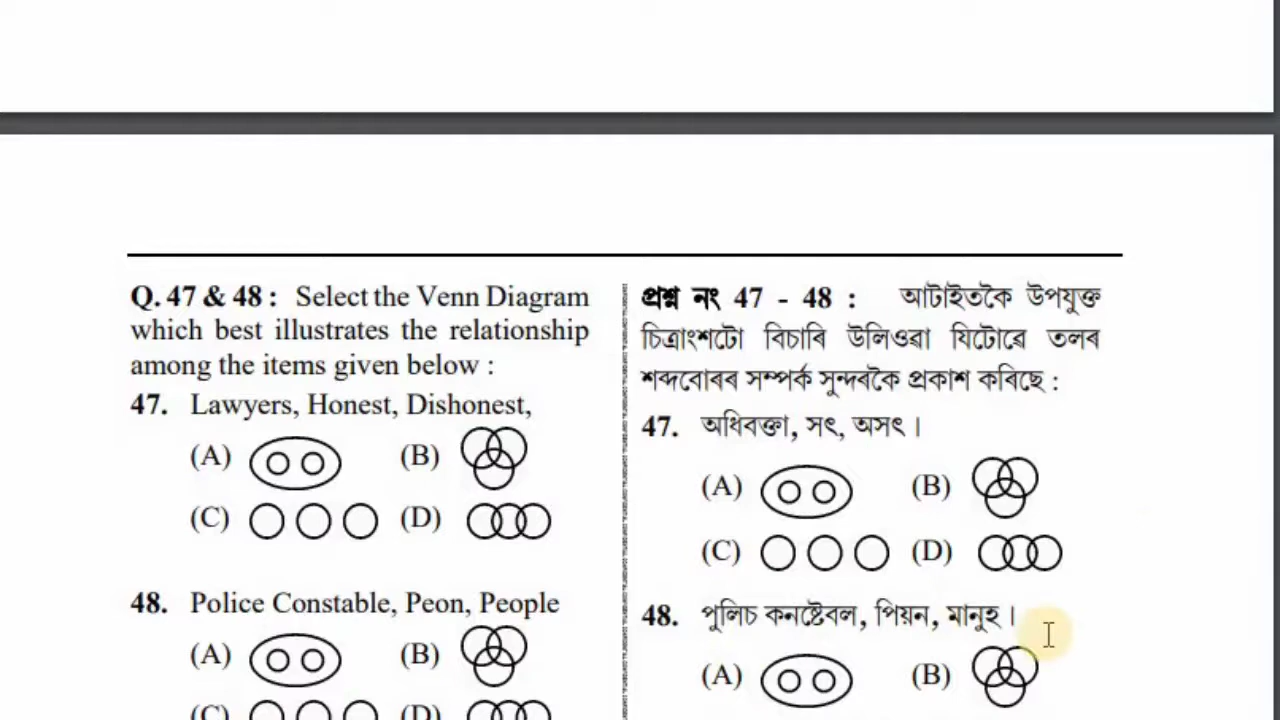 Q. 47 & 48 : Select the Venn Diagram
which best illustrates the relationship
among the items given below :
47. Lawyers, Honest, Dishonest,
(A) (B)
(C) (D)
48. Police Constable, Peon, People
(A) (B)
(C) (D)
প্ৰশ্ন নং 47 - 48 : আটাইতকৈ উপযুক্ত
চিত্ৰাংশটো বিচাৰি উলিওৱা যিটোৱে তলৰ
শব্দবোৰৰ সম্পৰ্ক সুন্দৰকৈ প্ৰকাশ কৰিছে :
47. অধিবক্তা, সৎ, অসৎ।
(A) (B)
(C) (D)
48. পুলিচ কনষ্টেবল, পিয়ন, মানুহ।
(A) (B)